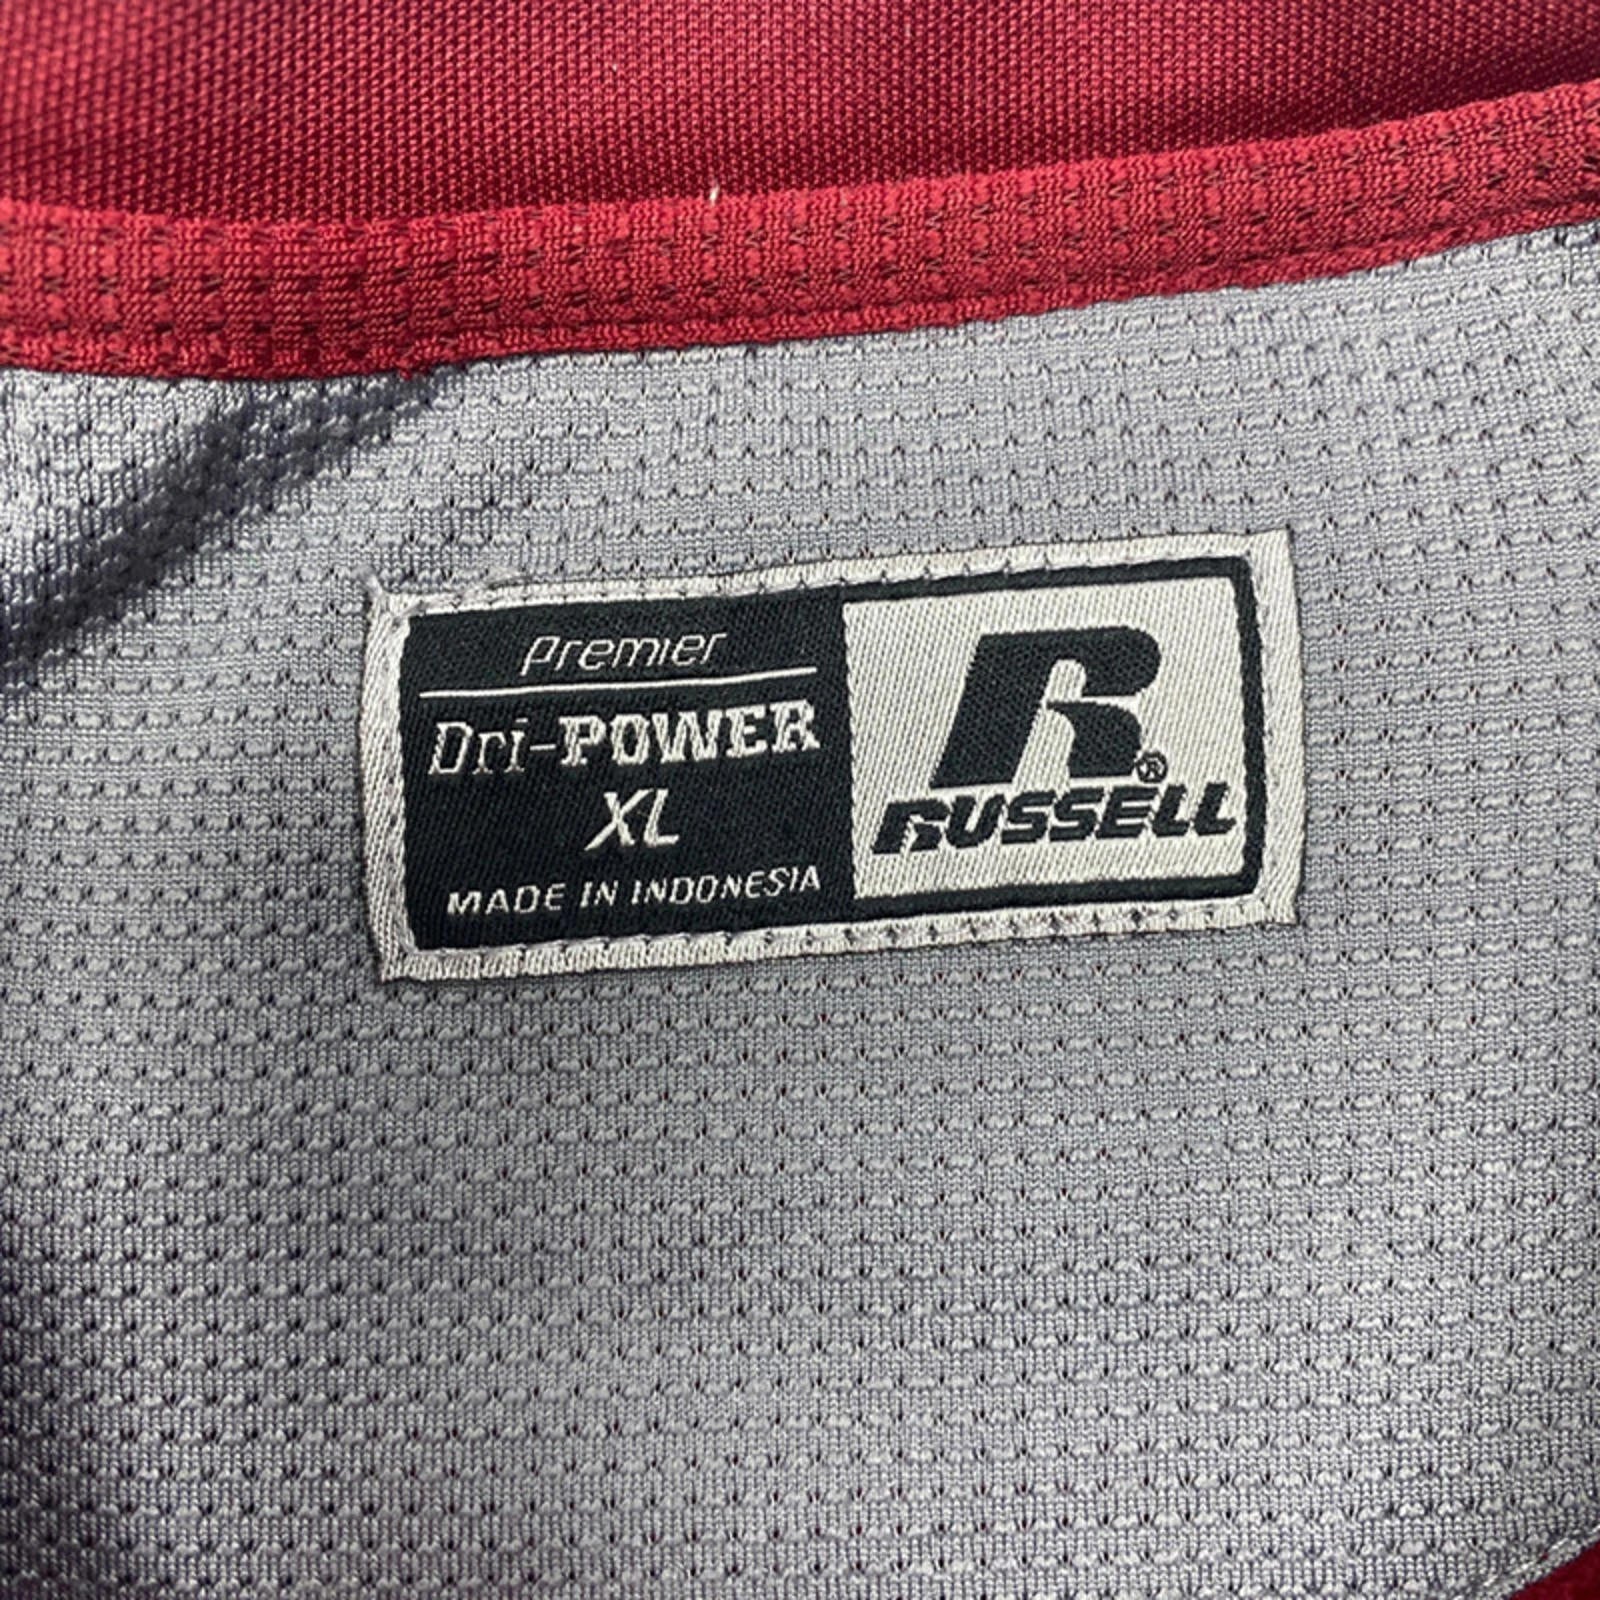 Premier
Dri-POWER
XL
MADE IN INDONESIA
R®
RUSSELL